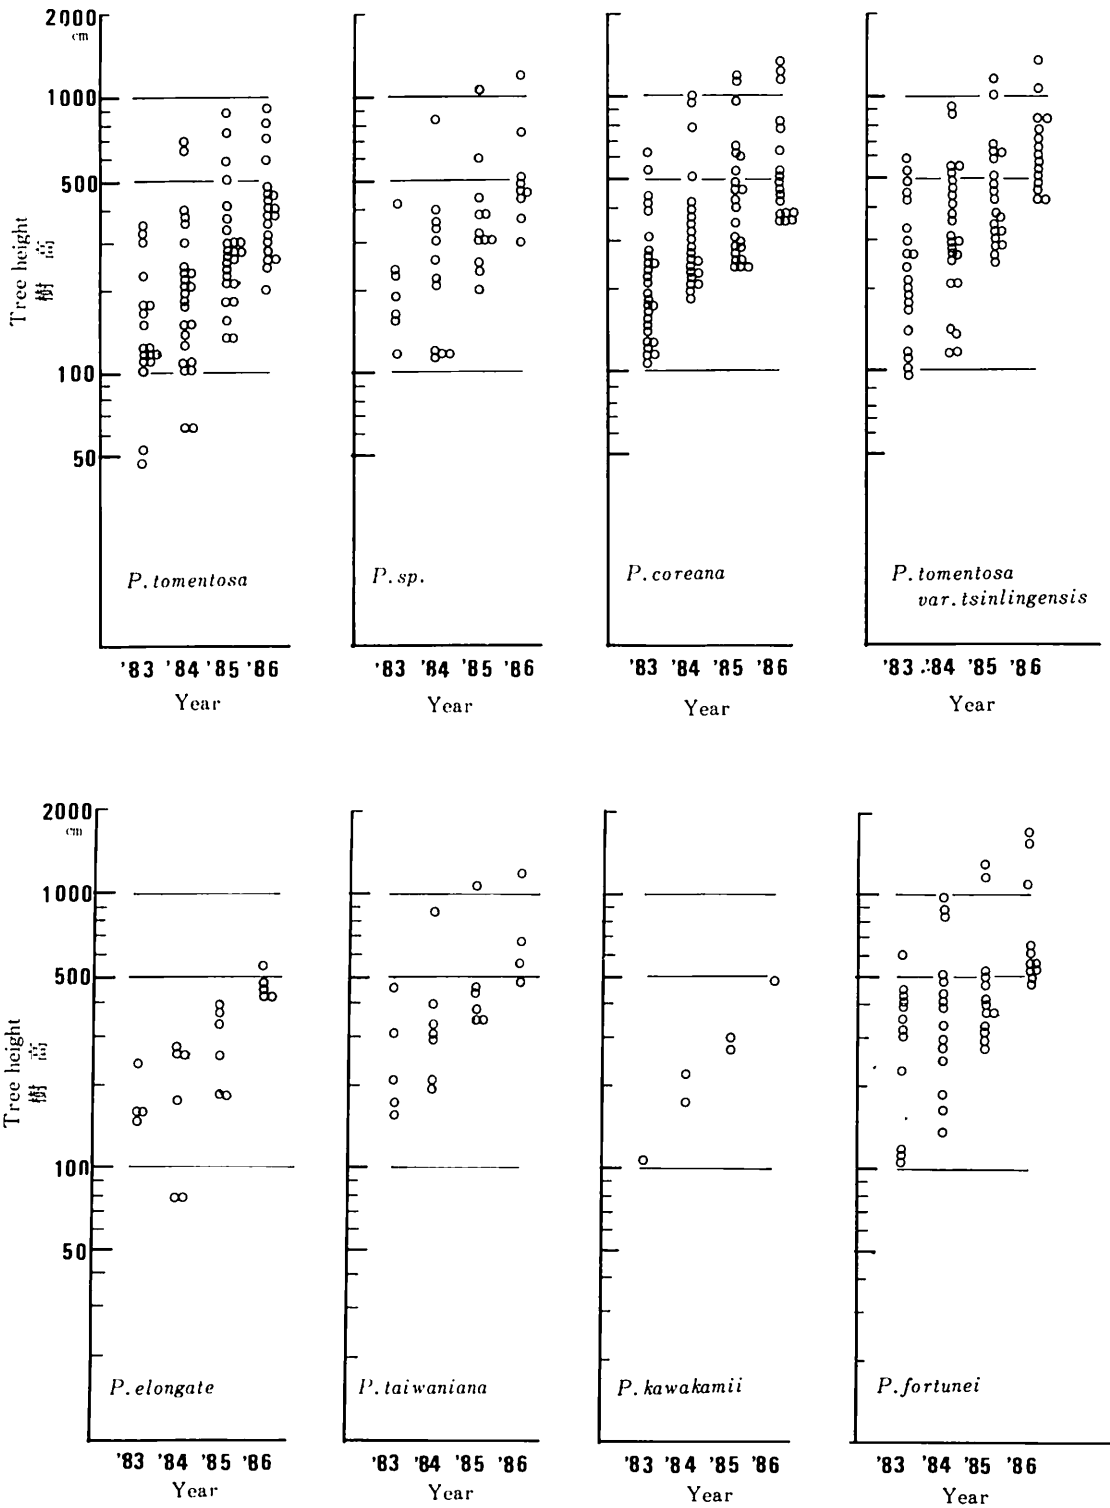 2000
cm
1000
500
100
50
Tree height
樹 高
P. tomentosa
'83 '84 '85 '86
Year
P. sp.
'83 '84 '85 '86
Year
P. coreana
'83 '84 '85 '86
Year
P. tomentosa
var. tsinlingensis
'83 '84 '85 '86
Year
2000
cm
1000
500
100
50
Tree height
樹 高
P. elongate
'83 '84 '85 '86
Year
P. taiwaniana
'83 '84 '85 '86
Year
P. kawakamii
'83 '84 '85 '86
Year
P. fortunei
'83 '84 '85 '86
Year